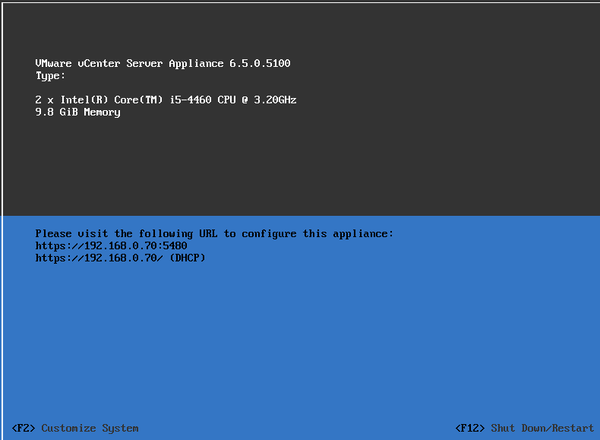 VMware vCenter Server Appliance 6.5.0.5100
Type:
2 x Intel(R) Core(TM) i5-4460 CPU @ 3.20GHz
9.8 GiB Memory
Please visit the following URL to configure this appliance:
https://192.168.0.70:5480
https://192.168.0.70/ (DHCP)
<F2> Customize System
<F12> Shut Down/Restart